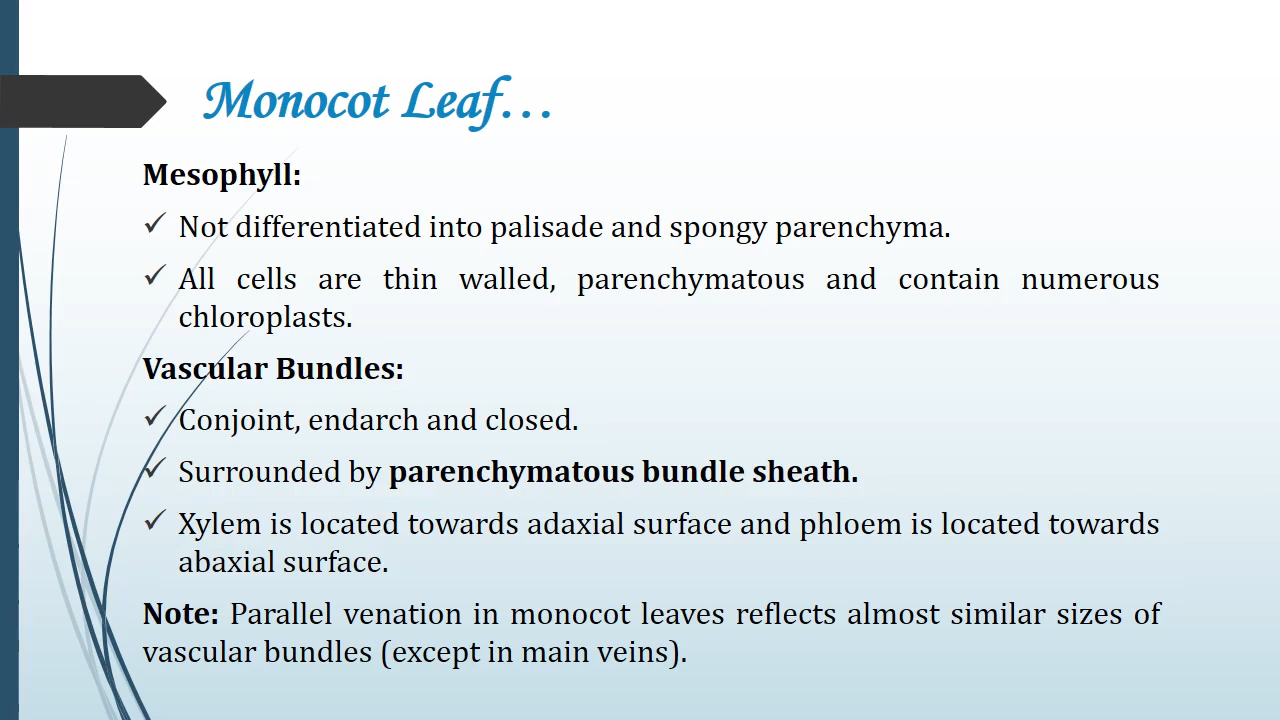 Monocot Leaf...
Mesophyll:
✓ Not differentiated into palisade and spongy parenchyma.
✓ All cells are thin walled, parenchymatous and contain numerous
chloroplasts.
Vascular Bundles:
✓ Conjoint, endarch and closed.
✓ Surrounded by parenchymatous bundle sheath.
✓ Xylem is located towards adaxial surface and phloem is located towards
abaxial surface.
Note: Parallel venation in monocot leaves reflects almost similar sizes of
vascular bundles (except in main veins).